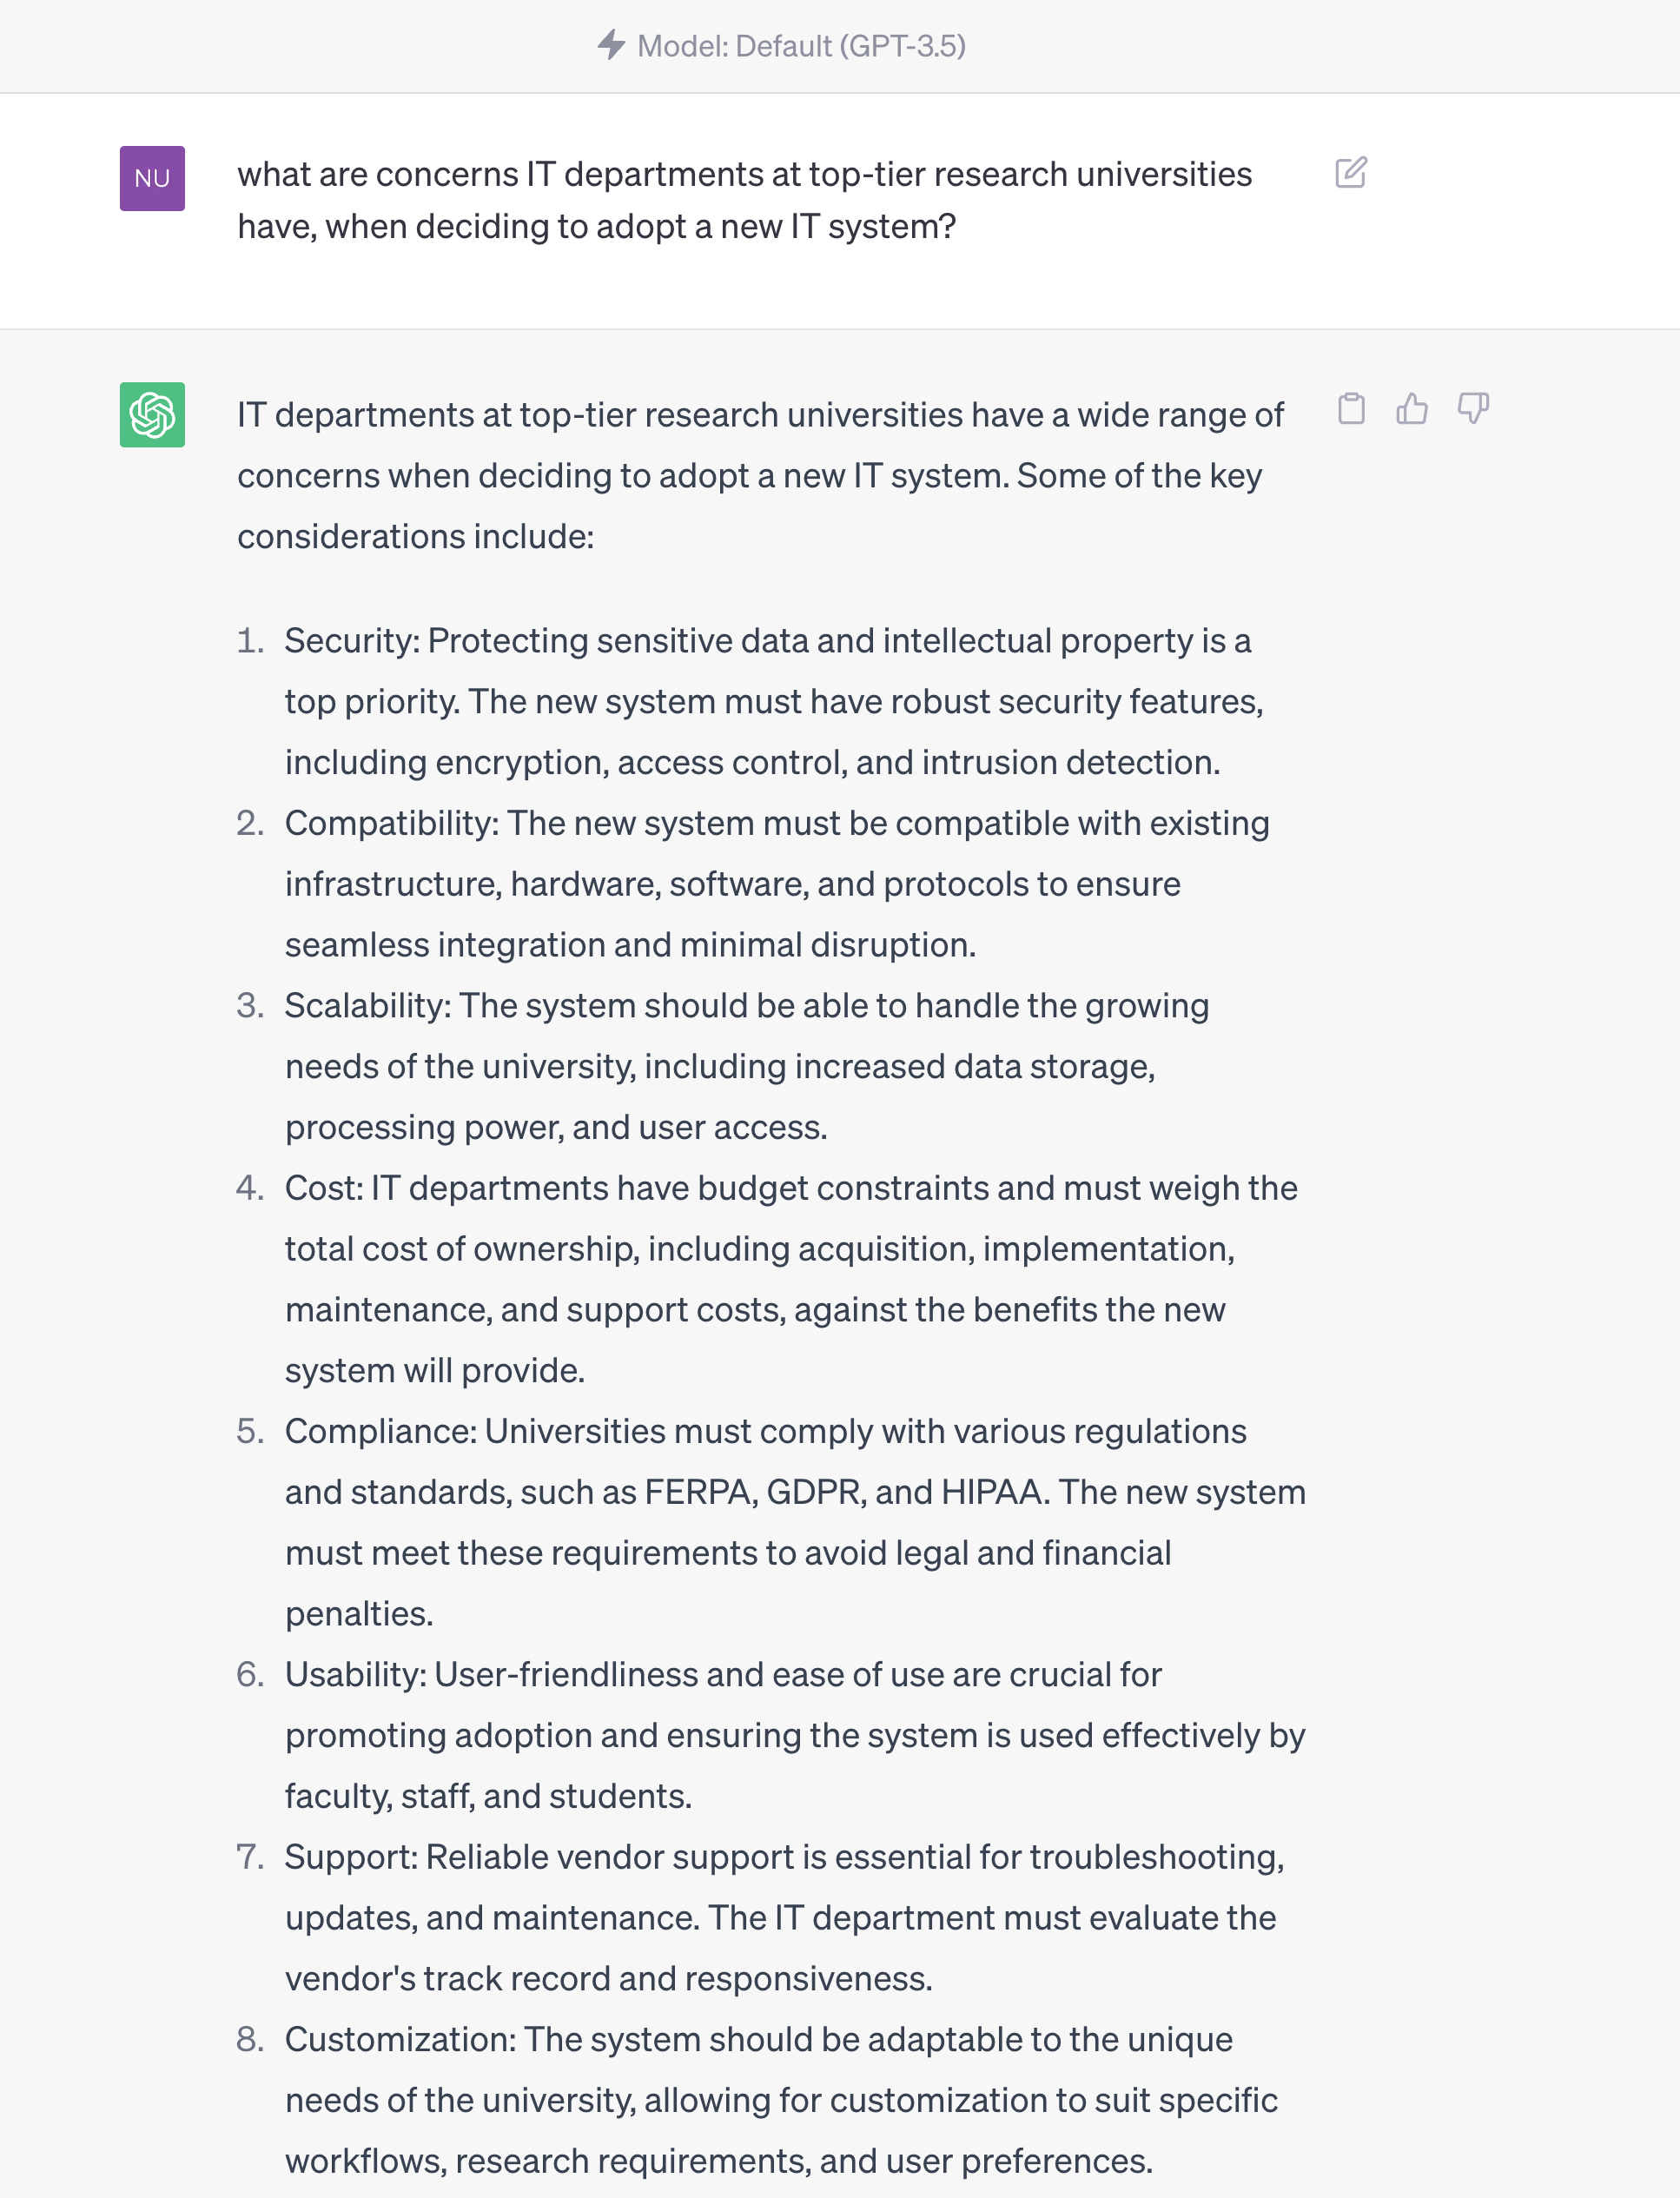 Model: Default (GPT-3.5)
NU
what are concerns IT departments at top-tier research universities
have, when deciding to adopt a new IT system?
IT departments at top-tier research universities have a wide range of
concerns when deciding to adopt a new IT system. Some of the key
considerations include:
1. Security: Protecting sensitive data and intellectual property is a
top priority. The new system must have robust security features,
including encryption, access control, and intrusion detection.
2. Compatibility: The new system must be compatible with existing
infrastructure, hardware, software, and protocols to ensure
seamless integration and minimal disruption.
3. Scalability: The system should be able to handle the growing
needs of the university, including increased data storage,
processing power, and user access.
4. Cost: IT departments have budget constraints and must weigh the
total cost of ownership, including acquisition, implementation,
maintenance, and support costs, against the benefits the new
system will provide.
5. Compliance: Universities must comply with various regulations
and standards, such as FERPA, GDPR, and HIPAA. The new system
must meet these requirements to avoid legal and financial
penalties.
6. Usability: User-friendliness and ease of use are crucial for
promoting adoption and ensuring the system is used effectively by
faculty, staff, and students.
7. Support: Reliable vendor support is essential for troubleshooting,
updates, and maintenance. The IT department must evaluate the
vendor's track record and responsiveness.
8. Customization: The system should be adaptable to the unique
needs of the university, allowing for customization to suit specific
workflows, research requirements, and user preferences.